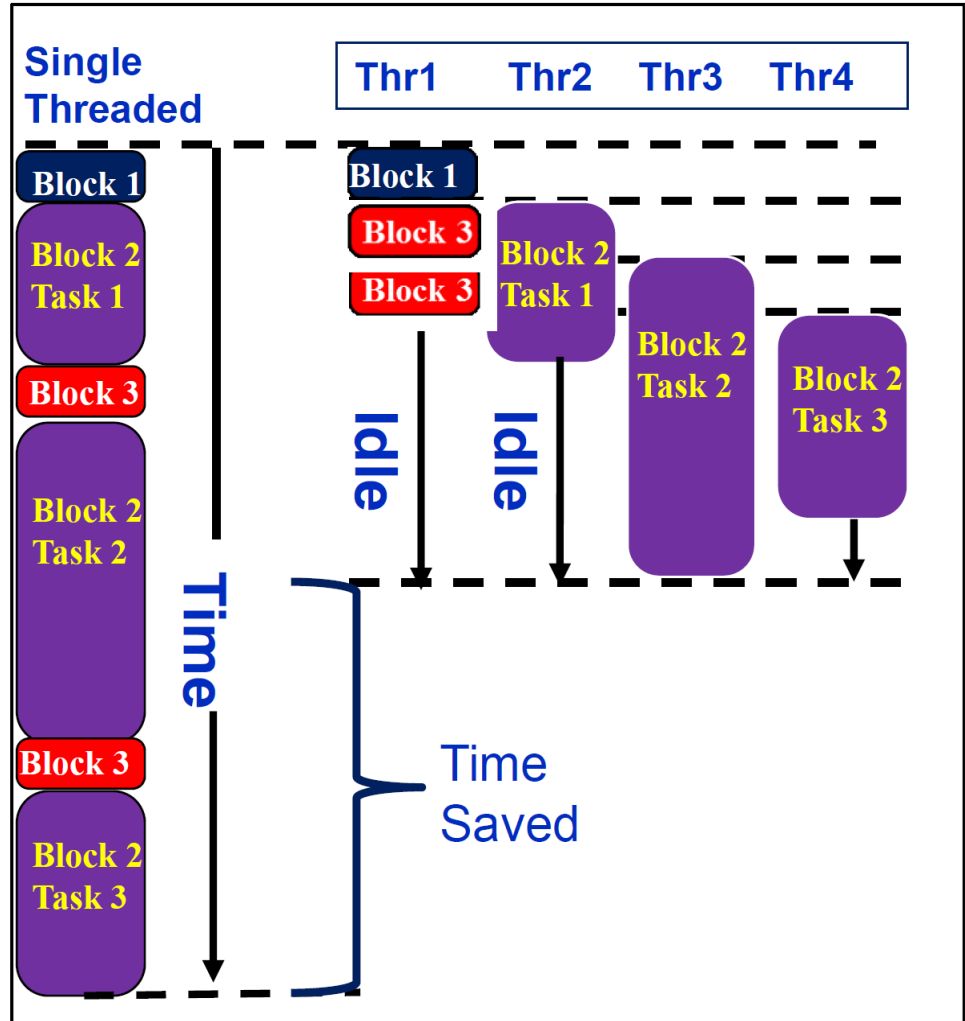 Single
Threaded
Thr1 Thr2 Thr3 Thr4
Block 1
Block 2
Task 1
Block 3
Block 2
Task 2
Block 3
Block 2
Task 3
Time
Block 1
Block 3
Block 3
Idle
Block 2
Task 1
Idle
Block 2
Task 2
Block 2
Task 3
Time
Saved